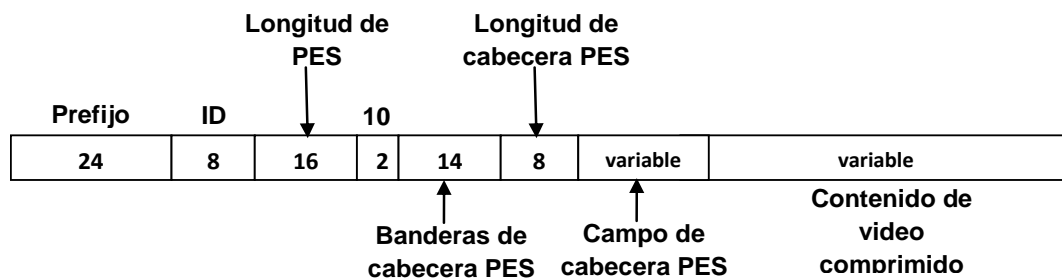 Longitud de
PES
Longitud de
cabecera PES
Prefijo
ID
10
24
8
16
2
14
8
variable
variable
Banderas de
cabecera PES
Campo de
cabecera PES
Contenido de
video
comprimido